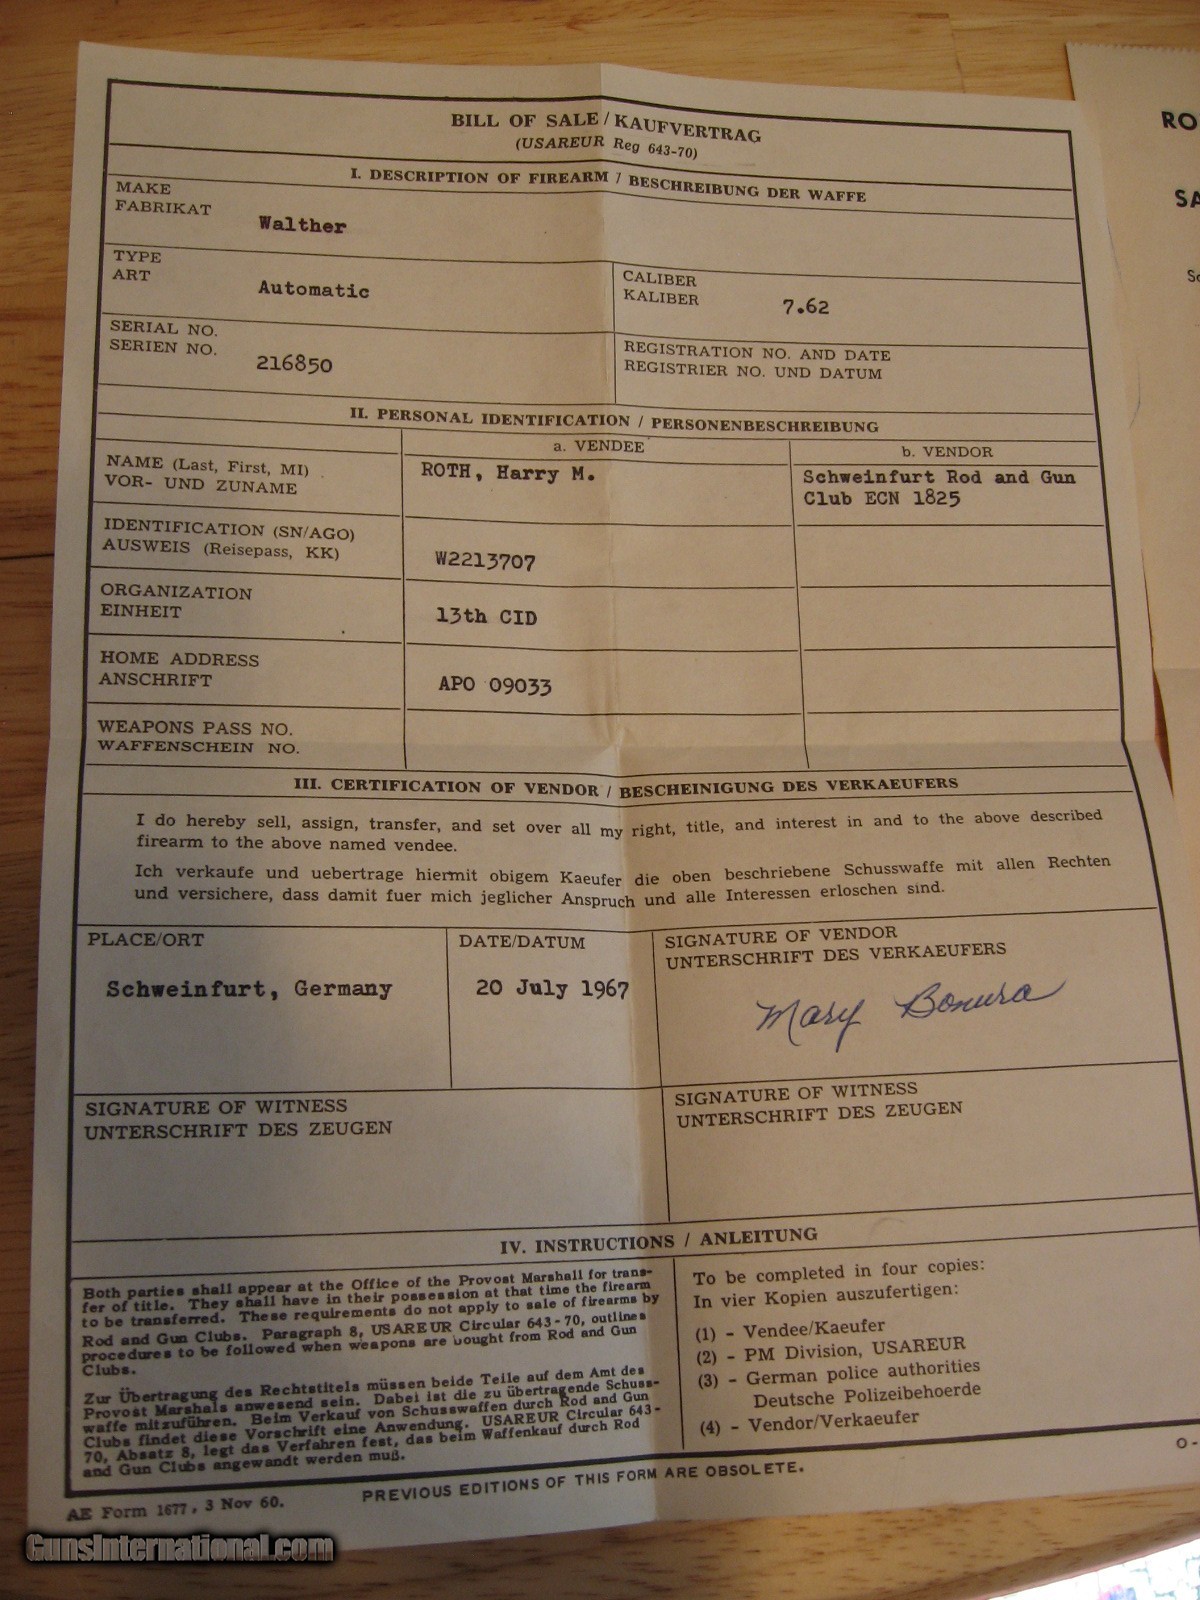 BILL OF SALE/KAUFVERTRAG
(USAREUR Reg 643-70)
I. DESCRIPTION OF FIREARM / BESCHREIBUNG DER WAFFE
MAKE
FABRIKAT
Walther
TYPE
ART
Automatic
CALIBER
KALIBER
7.62
SERIAL NO.
SERIEN NO.
216850
REGISTRATION NO. AND DATE
REGISTRIER NO. UND DATUM
II. PERSONAL IDENTIFICATION / PERSONENBESCHREIBUNG
a. VENDEE
b. VENDOR
NAME (Last, First, MI)
VOR- UND ZUNAME
ROTH, Harry M.
Schweinfurt Rod and Gun
Club ECN 1825
IDENTIFICATION (SN/AGO)
AUSWEIS (Reisepass, KK)
W2213707
ORGANIZATION
EINHEIT
13th CID
HOME ADDRESS
ANSCHRIFT
APO 09033
WEAPONS PASS NO.
WAFFENSCHEIN NO.
III. CERTIFICATION OF VENDOR / BESCHEINIGUNG DES VERKAEUFERS
I do hereby sell, assign, transfer, and set over all my right, title, and interest in and to the above described
firearm to the above named vendee.
Ich verkaufe und uebertrage hiermit obigem Kaeufer die oben beschriebene Schusswaffe mit allen Rechten
und versichere, dass damit fuer mich jeglicher Anspruch und alle Interessen erloschen sind.
PLACE/ORT
Schweinfurt, Germany
DATE/DATUM
20 July 1967
SIGNATURE OF VENDOR
UNTERSCHRIFT DES VERKAEUFERS
Mary Bonura
SIGNATURE OF WITNESS
UNTERSCHRIFT DES ZEUGEN
SIGNATURE OF WITNESS
UNTERSCHRIFT DES ZEUGEN
IV. INSTRUCTIONS / ANLEITUNG
Both parties shall appear at the Office of the Provost Marshall for trans-
fer of title. They shall have in their possession at that time the firearm
to be transferred. These requirements do not apply to sale of firearms by
Rod and Gun Clubs. Paragraph 8, USAREUR Circular 643-70, outlines
procedures to be followed when weapons are bought from Rod and Gun
Clubs.
Zur Übertragung des Rechtstitels müssen beide Teile auf dem Amt des
Provost Marshals anwesend sein. Dabei ist die zu übertragende Schuss-
waffe mitzuführen. Beim Verkauf von Schusswaffen durch Rod and Gun
Clubs findet diese Vorschrift eine Anwendung. USAREUR Circular 643-
70, Absatz 8, legt das Verfahren fest, das beim Waffenkauf durch Rod
and Gun Clubs angewandt werden muß.
To be completed in four copies:
In vier Kopien auszufertigen:
(1) - Vendee/Kaeufer
(2) - PM Division, USAREUR
(3) - German police authorities
Deutsche Polizeibehoerde
(4) - Vendor/Verkaeufer
AE Form 1677, 3 Nov 60.
PREVIOUS EDITIONS OF THIS FORM ARE OBSOLETE.
GunsInternational.com